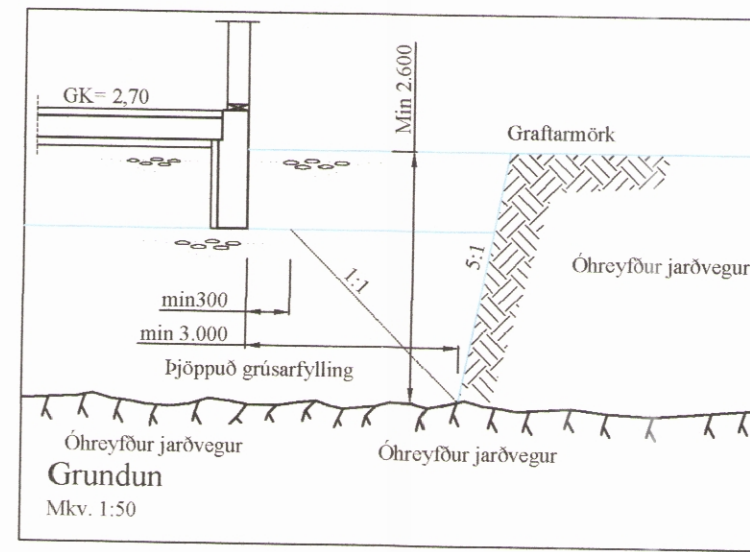 GK= 2,70
Min 2.600
Graftarmörk
5:1
1:1
Óhreyfður jarðvegur
min300
min 3.000
Þjöppuð grúsarfylling
Óhreyfður jarðvegur
Óhreyfður jarðvegur
Grundun
Mkv. 1:50